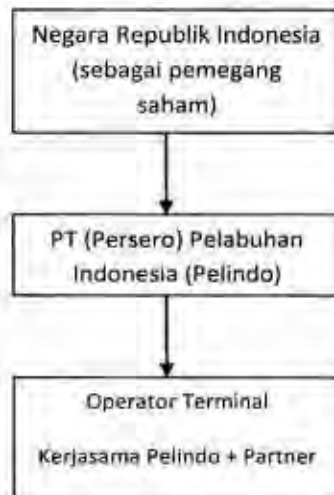 Negara Republik Indonesia
(sebagai pemegang
saham)
PT (Persero) Pelabuhan
Indonesia (Pelindo)
Operator Terminal
Kerjasama Pelindo + Partner